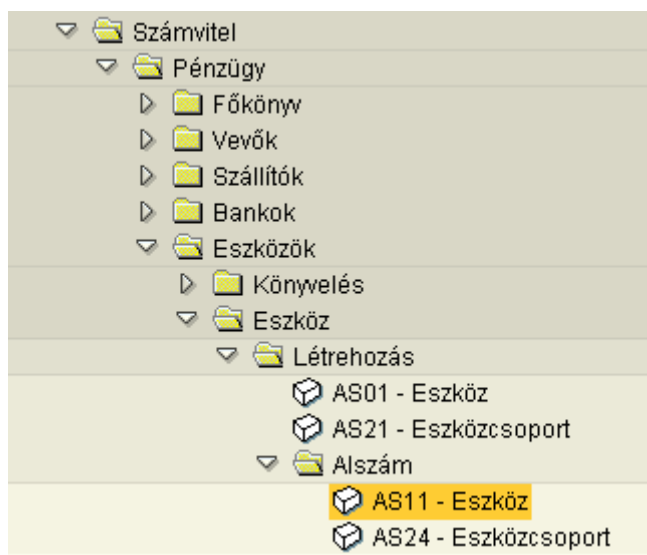 Számvitel
Pénzügy
Főkönyv
Vevők
Szállítók
Bankok
Eszközök
Könyvelés
Eszköz
Létrehozás
AS01 - Eszköz
AS21 - Eszközcsoport
Alszám
AS11 - Eszköz
AS24 - Eszközcsoport